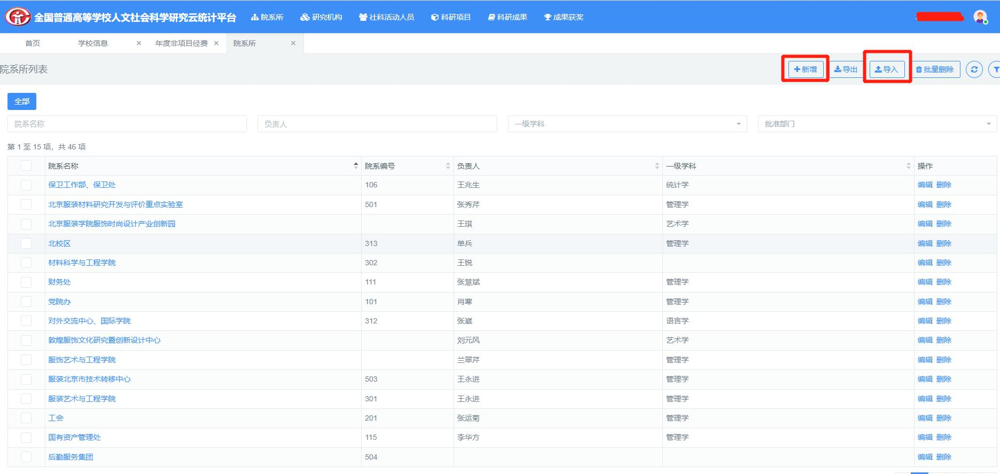 全国普通高等学校人文社会科学研究云统计平台 院系所 研究机构 社科活动人员 科研项目 科研成果 成果获奖
首页 学校信息 × 年度非项目经费 × 院系所 ×
院系所列表 新增 导出 导入 批量删除
全部
院系名称 负责人 一级学科 批准部门
第 1 至 15 项，共 46 项
院系名称 院系编号 负责人 一级学科 操作
保卫工作部、保卫处 106 王兆生 统计学 编辑 删除
北京服装材料研究开发与评价重点实验室 501 张秀芹 管理学 编辑 删除
北京服装学院服饰时尚设计产业创新园 王琪 艺术学 编辑 删除
北校区 313 单兵 管理学 编辑 删除
材料科学与工程学院 302 王锐 编辑 删除
财务处 111 张慧斌 管理学 编辑 删除
党院办 101 肖寒 管理学 编辑 删除
对外交流中心、国际学院 312 张崴 语言学 编辑 删除
敦煌服饰文化研究暨创新设计中心 刘元风 艺术学 编辑 删除
服饰艺术与工程学院 兰翠芹 管理学 编辑 删除
服装北京市技术转移中心 503 王永进 管理学 编辑 删除
服装艺术与工程学院 301 王永进 管理学 编辑 删除
工会 201 张运菊 管理学 编辑 删除
国有资产管理处 115 李华方 管理学 编辑 删除
后勤服务集团 504 编辑 删除